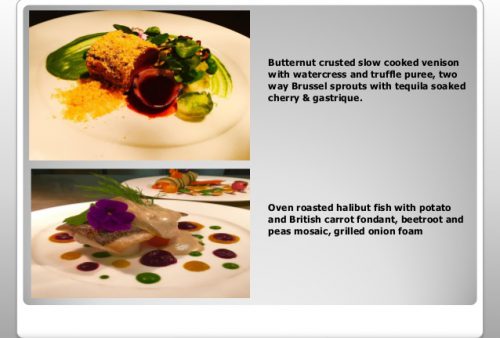 Butternut crusted slow cooked venison
with watercress and truffle puree, two
way Brussel sprouts with tequila soaked
cherry & gastrique.
Oven roasted halibut fish with potato
and British carrot fondant, beetroot and
peas mosaic, grilled onion foam